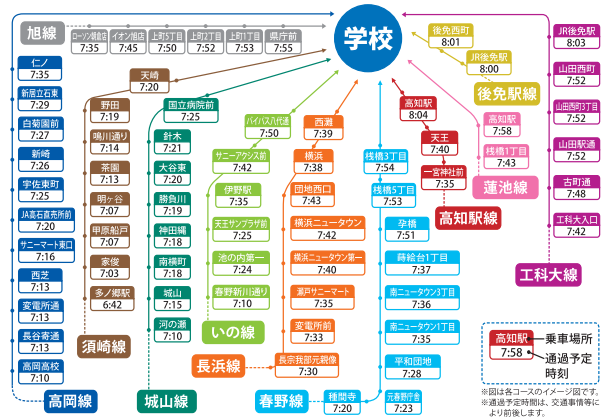 学校
旭線
ローソン朝倉店
7:35
イオン旭店
7:45
上町5丁目
7:50
上町2丁目
7:52
上町1丁目
7:53
県庁前
7:55
仁ノ
7:35
新居立石東
7:29
白菊園前
7:27
新崎
7:26
宇佐東町
7:25
JA高石直売所前
7:20
サニーマート東口
7:16
西芝
7:13
変電所通
7:13
長谷寄通
7:13
高岡高校
7:10
高岡線
天崎
7:20
野田
7:19
鳴川通り
7:14
茶園
7:13
明ヶ谷
7:07
甲原船戸
7:07
家俊
7:03
多ノ郷駅
6:42
須崎線
国立病院前
7:25
針木
7:21
大谷東
7:20
勝負川
7:19
神田縄
7:18
南横町
7:18
城山
7:15
河の瀬
7:10
城山線
バイパス八代通
7:50
サニーアクシス前
7:42
伊野駅
7:35
天王サンプラザ前
7:25
池の内第一
7:24
春野新川通り
7:10
いの線
西灘
7:39
横浜
7:38
団地西口
7:43
横浜ニュータウン
7:42
横浜ニュータウン第一
7:40
瀬戸サニーマート
7:35
変電所前
7:33
長宗我部元親像
7:30
長浜線
桟橋3丁目
7:54
桟橋5丁目
7:53
孕橋
7:51
蒔絵台1丁目
7:37
南ニュータウン3丁目
7:36
南ニュータウン1丁目
7:35
平和団地
7:28
元春野庁舎
7:23
種間寺
7:20
春野線
高知駅
8:04
天王
7:40
一宮神社前
7:35
高知駅線
高知駅
7:58
桟橋1丁目
7:43
蓮池線
後免西町
8:01
JR後免駅
8:00
後免駅線
JR後免駅
8:03
山田西町
7:52
山田西町3丁目
7:52
山田駅通
7:52
古町通
7:48
工科大入口
7:42
工科大線
高知駅
7:58
乗車場所
通過予定
時刻
※図は各コースのイメージ図です。
※通過予定時間は、交通事情等に
より前後します。